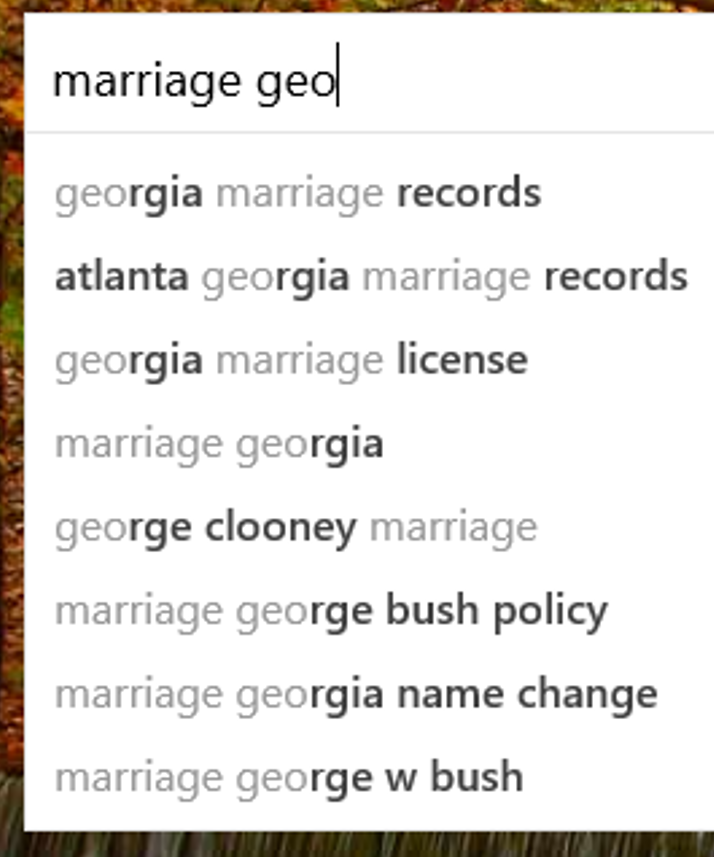 marriage geo
georgia marriage records
atlanta georgia marriage records
georgia marriage license
marriage georgia
george clooney marriage
marriage george bush policy
marriage georgia name change
marriage george w bush